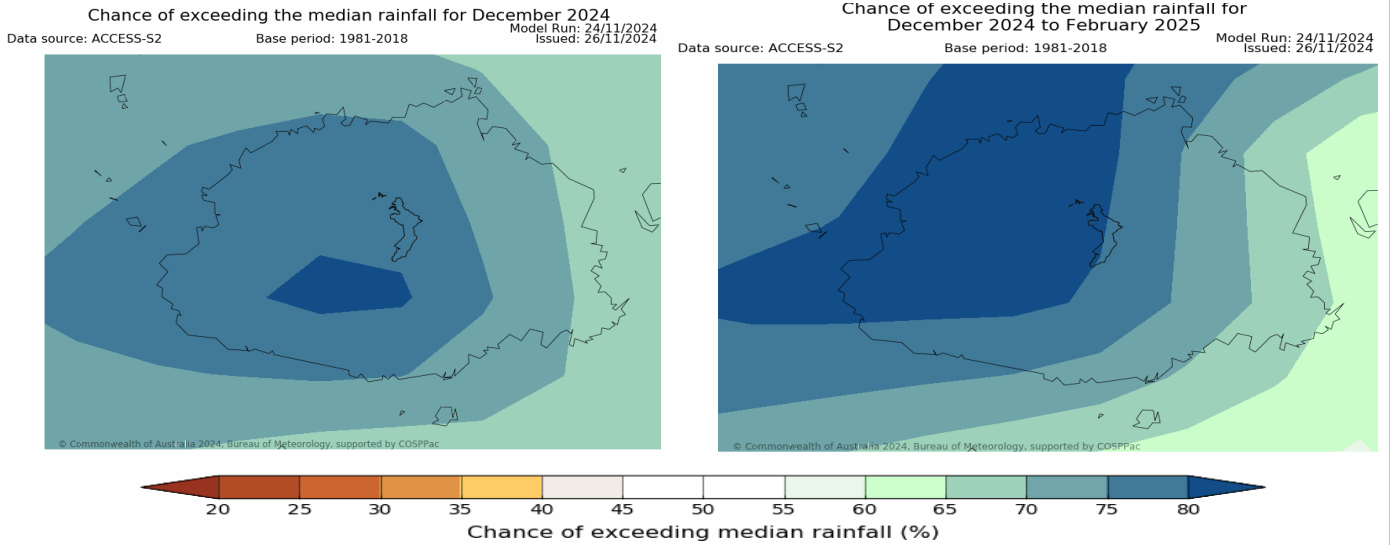 Chance of exceeding the median rainfall for December 2024
Model Run: 24/11/2024
Data source: ACCESS-S2 Base period: 1981-2018 Issued: 26/11/2024
© Commonwealth of Australia 2024, Bureau of Meteorology, supported by COSPPac
Chance of exceeding the median rainfall for
December 2024 to February 2025
Model Run: 24/11/2024
Data source: ACCESS-S2 Base period: 1981-2018 Issued: 26/11/2024
© Commonwealth of Australia 2024, Bureau of Meteorology, supported by COSPPac
20 25 30 35 40 45 50 55 60 65 70 75 80
Chance of exceeding median rainfall (%)